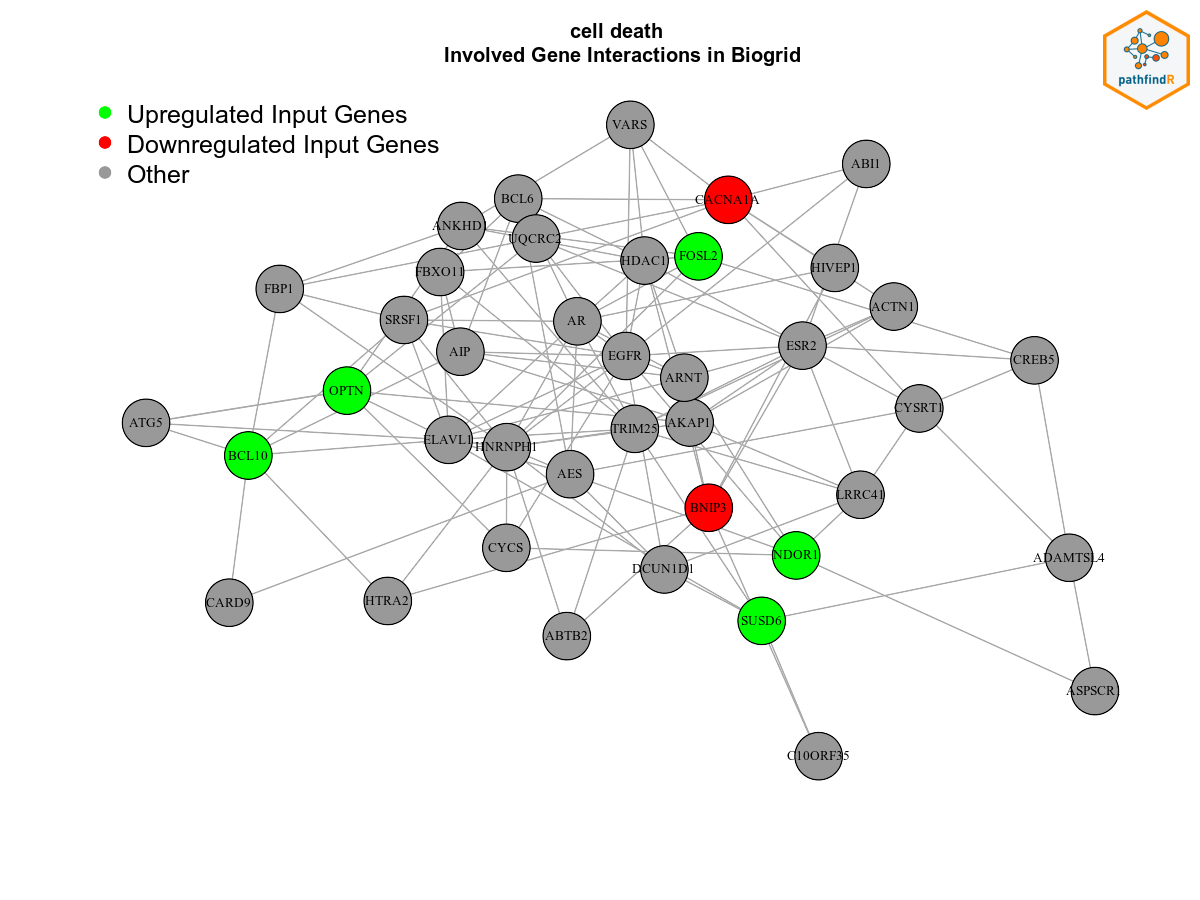 cell death
Involved Gene Interactions in Biogrid
pathfindR
Upregulated Input Genes
Downregulated Input Genes
Other
VARS
ABI1
BCL6
CACNA1A
ANKHD1
UQCRC2
FOSL2
HDAC1
HIVEP1
FBXO11
FBP1
ACTN1
SRSF1
AR
ESR2
AIP
EGFR
CREB5
ARNT
OPTN
CYSRT1
ATG5
AKAP1
TRIM25
ELAVL1
HNRNPH1
BCL10
AES
LRRC41
BNIP3
CYCS
NDOR1
ADAMTSL4
DCUN1D1
HTRA2
CARD9
SUSD6
ABTB2
ASPSCR1
C10ORF35